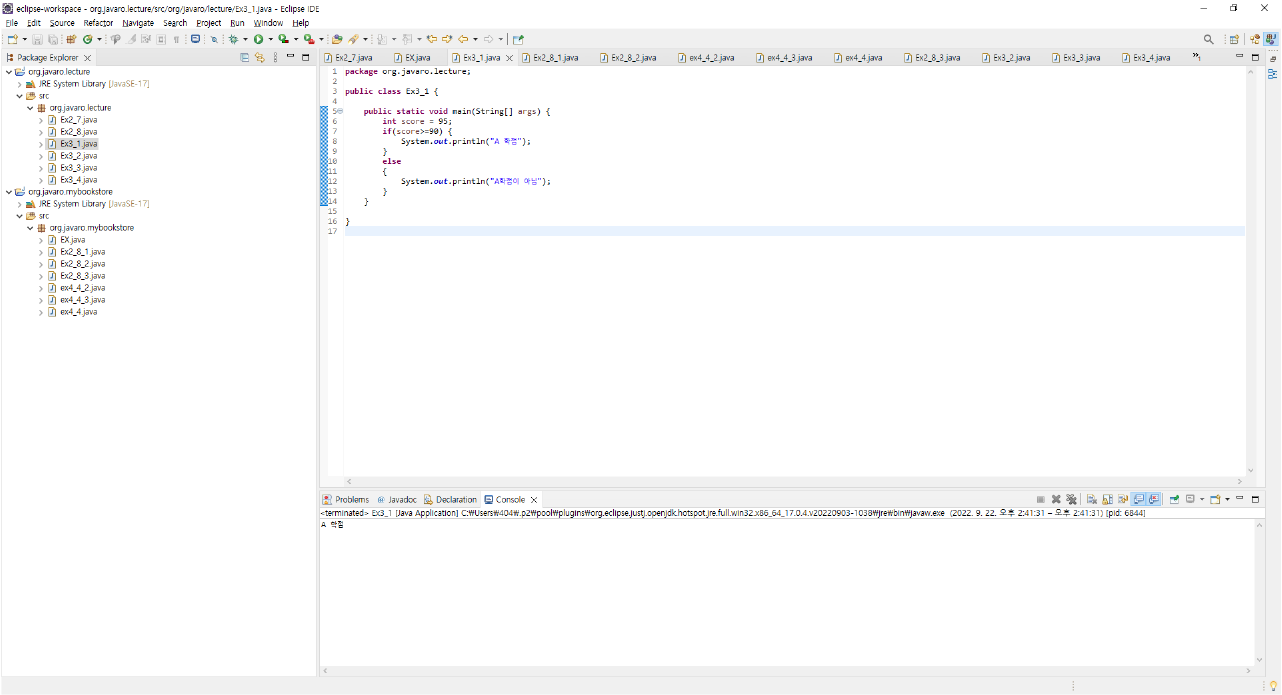 eclipse-workspace - org.javaro.lecture/src/org/javaro/lecture/Ex3_1.java - Eclipse IDE
File Edit Source Refactor Navigate Search Project Run Window Help
Package Explorer
org.javaro.lecture
JRE System Library [JavaSE-17]
src
org.javaro.lecture
Ex2_7.java
Ex2_8.java
Ex3_1.java
Ex3_2.java
Ex3_3.java
Ex3_4.java
org.javaro.mybookstore
JRE System Library [JavaSE-17]
src
org.javaro.mybookstore
EX.java
Ex2_8_1.java
Ex2_8_2.java
Ex2_8_3.java
ex4_4_2.java
ex4_4_3.java
ex4_4.java
Ex2_7.java EX.java Ex3_1.java Ex2_8_1.java Ex2_8_2.java ex4_4_2.java ex4_4_3.java ex4_4.java Ex2_8_3.java Ex3_2.java Ex3_3.java Ex3_4.java
1 package org.javaro.lecture;
2
3 public class Ex3_1 {
4
5 public static void main(String[] args) {
6 int score = 95;
7 if(score>=90) {
8 System.out.println("A 학점");
9 }
10 else
11 {
12 System.out.println("A학점이 아님");
13 }
14 }
15
16 }
17
Problems Javadoc Declaration Console
<terminated> Ex3_1 [Java Application] C:₩Users₩404₩.p2₩pool₩plugins₩org.eclipse.justj.openjdk.hotspot.jre.full.win32.x86_64_17.0.4.v20220903-1038₩jre₩bin₩javaw.exe (2022. 9. 22. 오후 2:41:31 – 오후 2:41:31) [pid: 6844]
A 학점